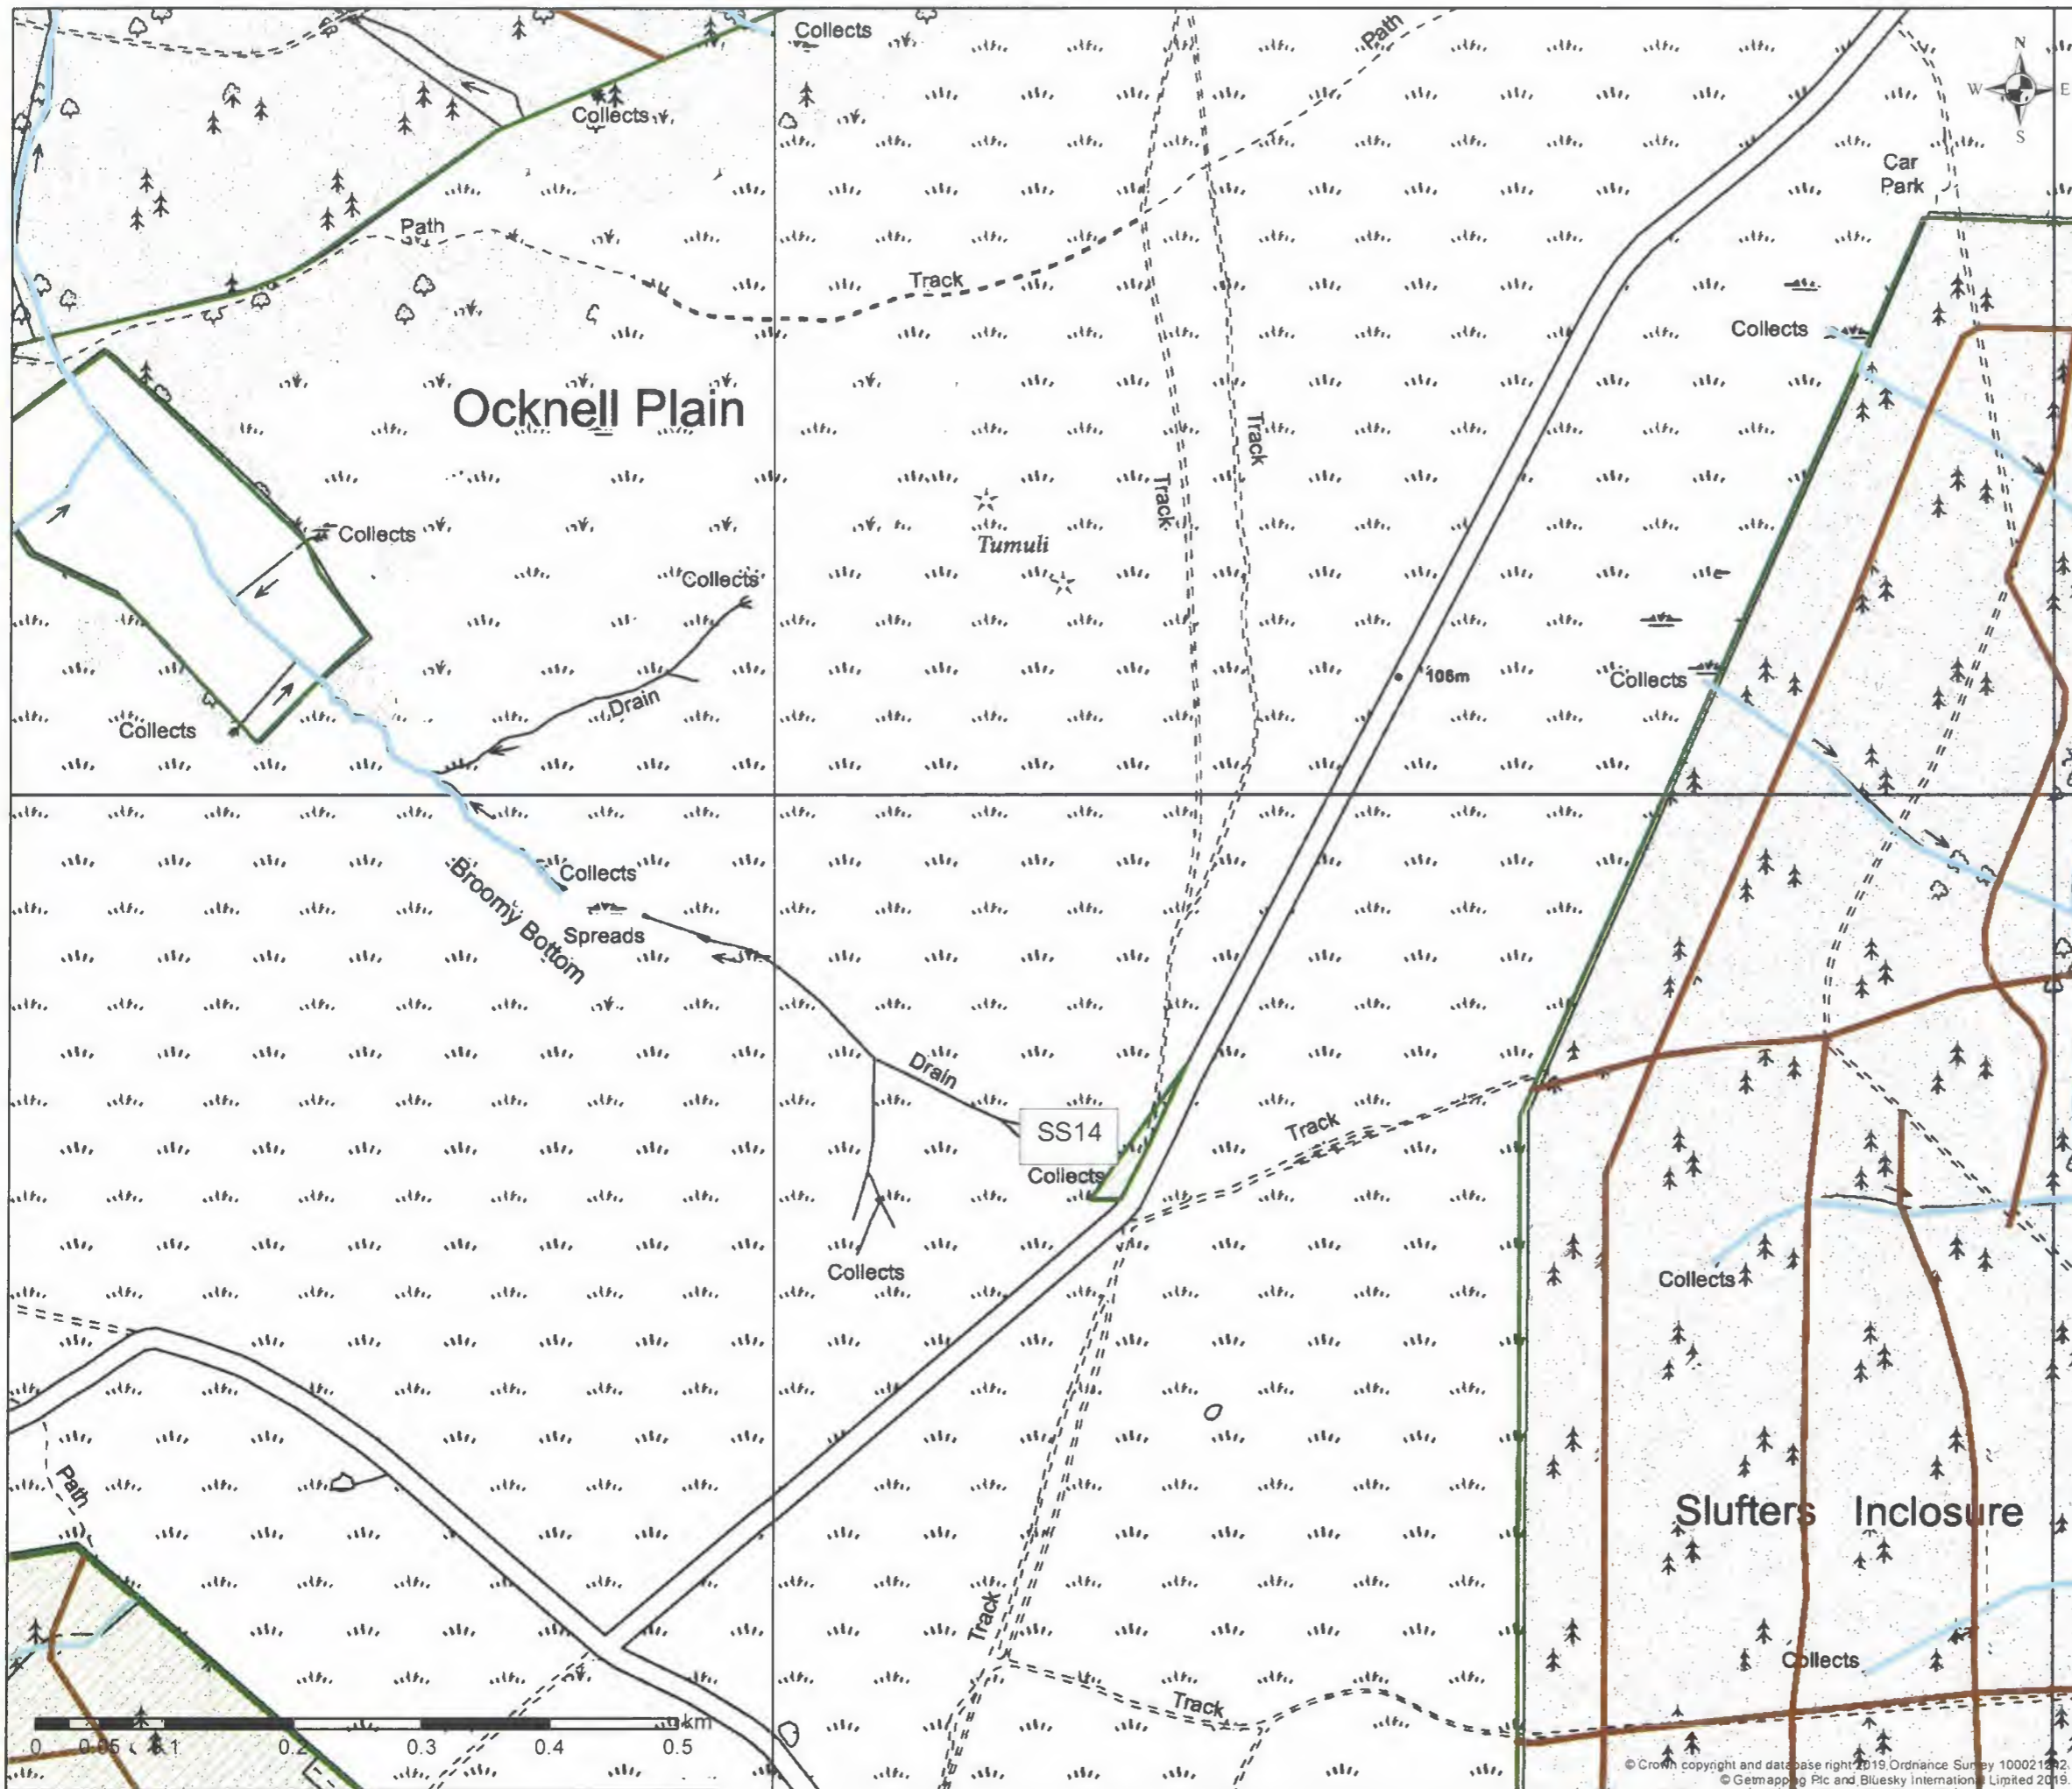 Collects
Path
N
W
E
S
Collects
Car
Park
Path
Track
Collects
Ocknell Plain
Track
Track
Collects
Tumuli
Collects
106m
Collects
Drain
Collects
Collects
Broomy Bottom
Spreads
Drain
SS14
Track
Collects
Collects
Collects
Path
Slufters Inclosure
Track
Collects
Track
km
0 0.05 0.1 0.2 0.3 0.4 0.5
© Crown copyright and database right 2019 Ordnance Survey
© Getmapping Plc and Bluesky International Limited 2019